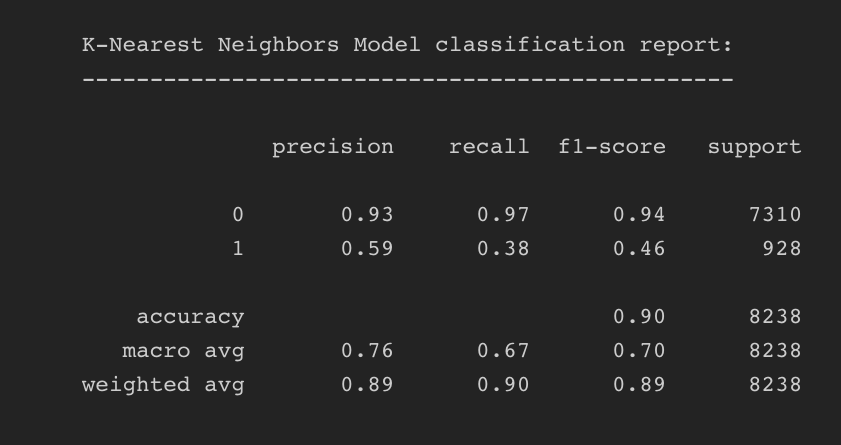 K-Nearest Neighbors Model classification report:
------------------------------------------------
precision recall f1-score support
0 0.93 0.97 0.94 7310
1 0.59 0.38 0.46 928
accuracy 0.90 8238
macro avg 0.76 0.67 0.70 8238
weighted avg 0.89 0.90 0.89 8238